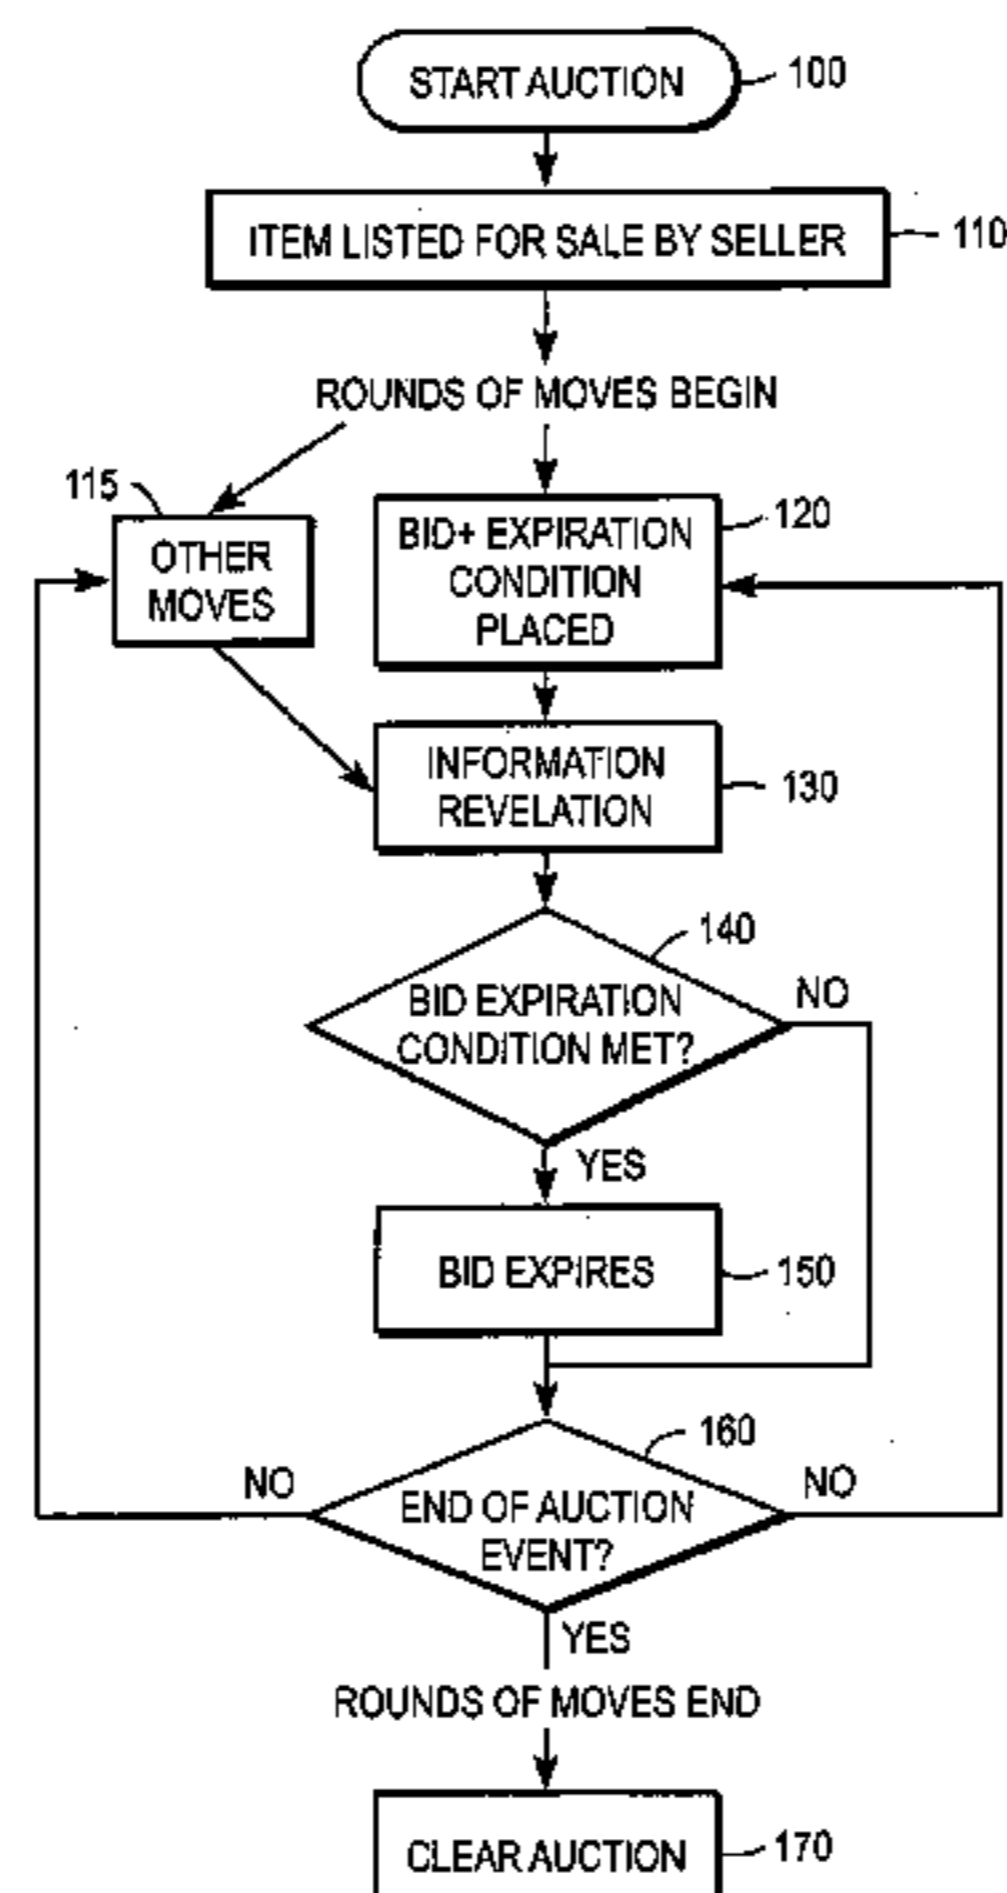 START AUCTION
100
ITEM LISTED FOR SALE BY SELLER
110
ROUNDS OF MOVES BEGIN
115
OTHER
MOVES
BID+ EXPIRATION
CONDITION
PLACED
120
INFORMATION
REVELATION
130
140
BID EXPIRATION
CONDITION MET?
NO
YES
BID EXPIRES
150
160
NO
END OF AUCTION
EVENT?
NO
YES
ROUNDS OF MOVES END
CLEAR AUCTION
170